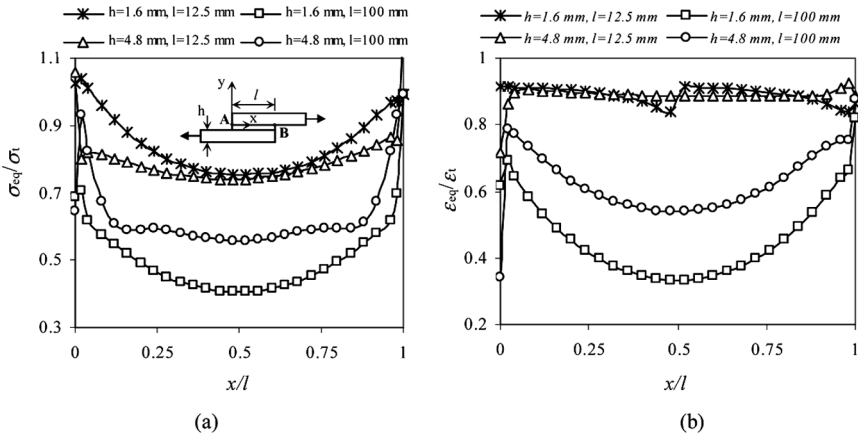 h=1.6 mm, l=12.5 mm h=1.6 mm, l=100 mm
h=4.8 mm, l=12.5 mm h=4.8 mm, l=100 mm
σeq/σt
1.3
1.1
0.9
0.7
0.5
0.3
y
l
h
A
x
B
0 0.25 0.5 0.75 1
x/l
(a)
h=1.6 mm, l=12.5 mm h=1.6 mm, l=100 mm
h=4.8 mm, l=12.5 mm h=4.8 mm, l=100 mm
εeq/εt
1
0.8
0.6
0.4
0.2
0 0.25 0.5 0.75 1
x/l
(b)